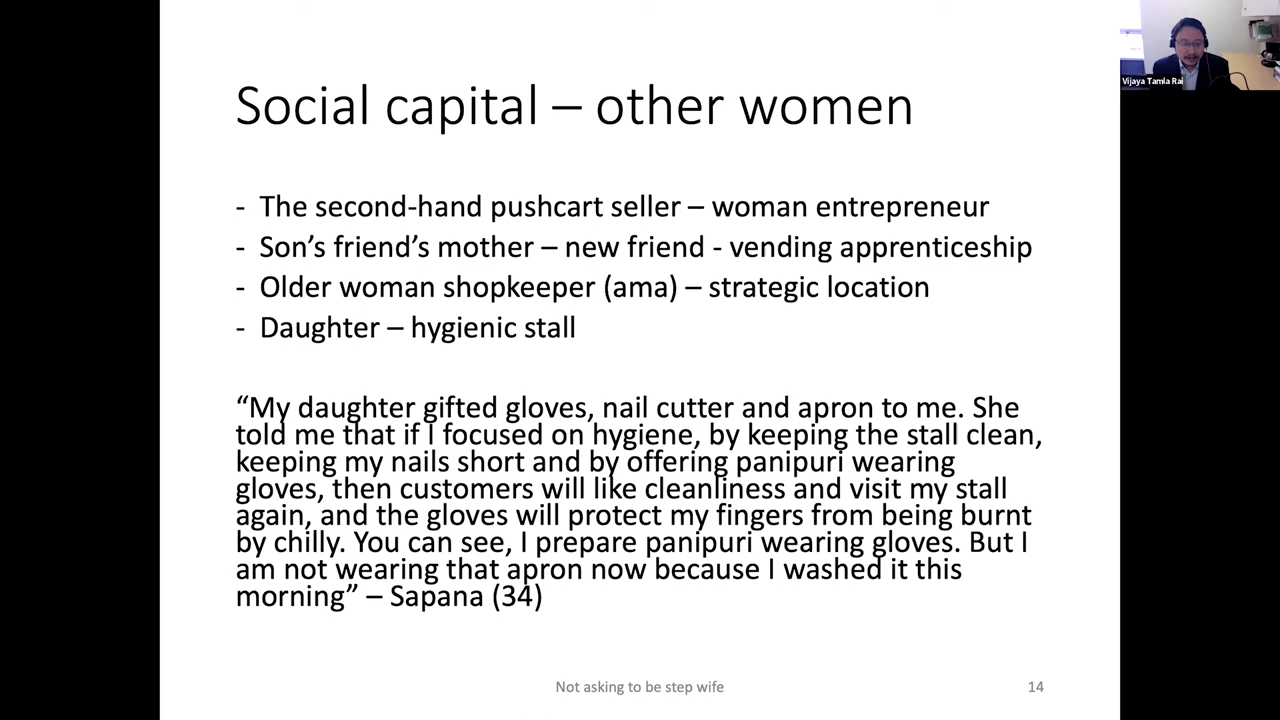 Vijaya Tamla Rai
Social capital – other women
- The second-hand pushcart seller – woman entrepreneur
- Son’s friend’s mother – new friend - vending apprenticeship
- Older woman shopkeeper (ama) – strategic location
- Daughter – hygienic stall
“My daughter gifted gloves, nail cutter and apron to me. She
told me that if I focused on hygiene, by keeping the stall clean,
keeping my nails short and by offering panipuri wearing
gloves, then customers will like cleanliness and visit my stall
again, and the gloves will protect my fingers from being burnt
by chilly. You can see, I prepare panipuri wearing gloves. But I
am not wearing that apron now because I washed it this
morning” – Sapana (34)
Not asking to be step wife
14